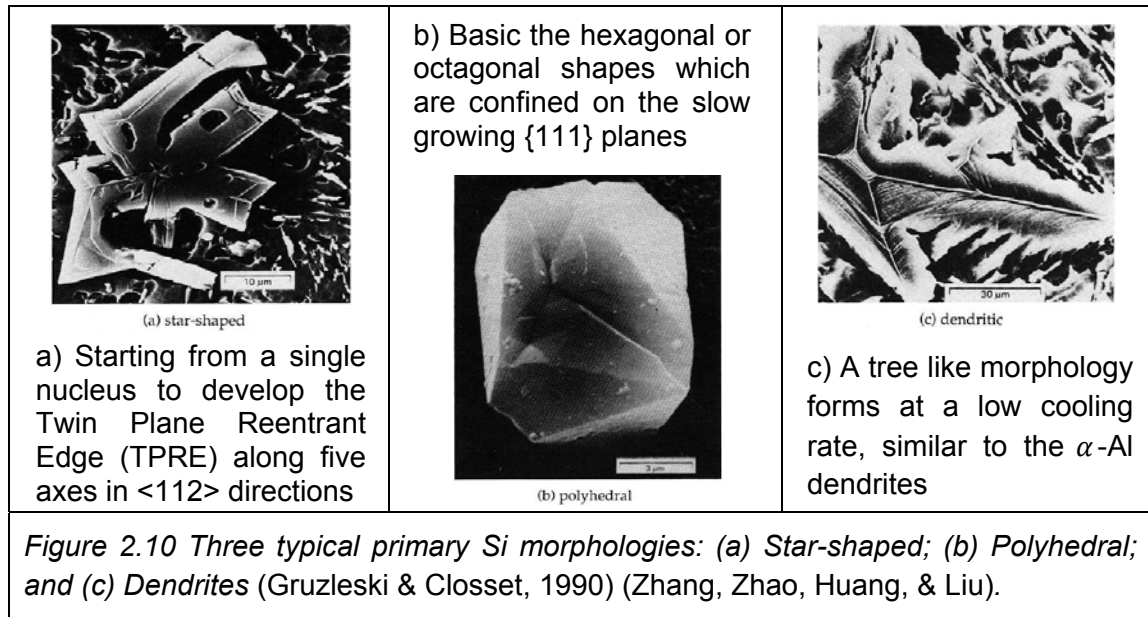 10 µm
(a) star-shaped
a) Starting from a single
nucleus to develop the
Twin Plane Reentrant
Edge (TPRE) along five
axes in <112> directions
b) Basic the hexagonal or
octagonal shapes which
are confined on the slow
growing {111} planes
3 µm
(b) polyhedral
30 µm
(c) dendritic
c) A tree like morphology
forms at a low cooling
rate, similar to the α-Al
dendrites
Figure 2.10 Three typical primary Si morphologies: (a) Star-shaped; (b) Polyhedral;
and (c) Dendrites (Gruzleski & Closset, 1990) (Zhang, Zhao, Huang, & Liu).